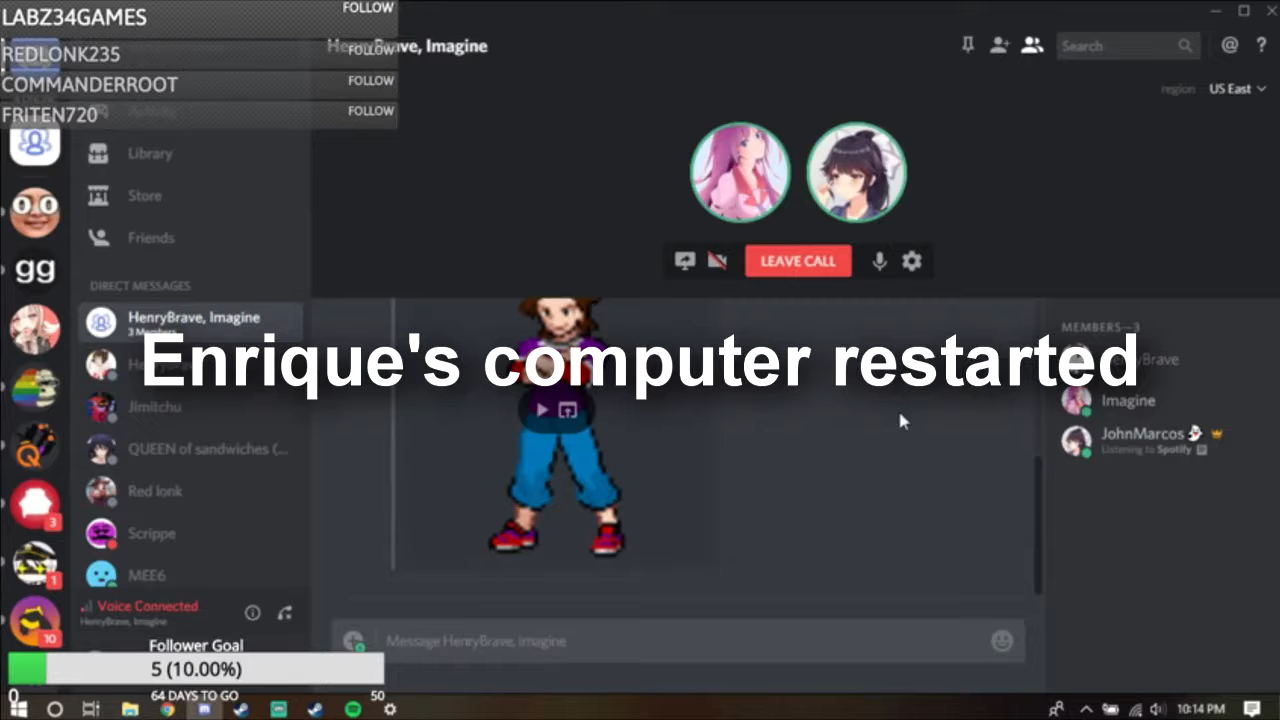 LABZ34GAMES FOLLOW
REDLONK235 FOLLOW
COMMANDERROOT FOLLOW
FRITEN720 FOLLOW
HenryBrave, Imagine
Search
@ ?
region US East
Library
Store
Friends
gg
DIRECT MESSAGES
HenryBrave, Imagine
3 Members
Jimitchu
QUEEN of sandwiches (...
Red lonk
Scrippe
MEE6
LEAVE CALL
Enrique's computer restarted
MEMBERS—3
Imagine
JohnMarcos👻
Listening to Spotify
3
1
10
Voice Connected
HenryBrave, Imagine
Message HenryBrave, Imagine
Follower Goal
5 (10.00%)
0 64 DAYS TO GO 50
10:14 PM